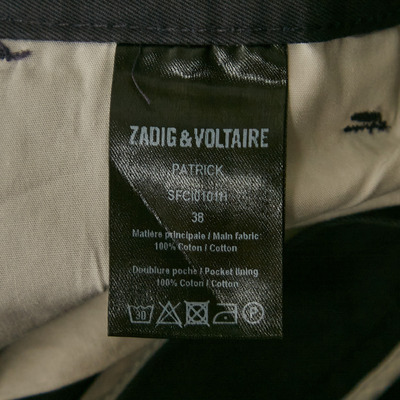 ZADIG & VOLTAIRE
PATRICK
SFCI0101H
38
Matière principale / Main fabric:
100% Coton / Cotton
Doublure poche / Pocket lining
100% Coton / Cotton
30
P